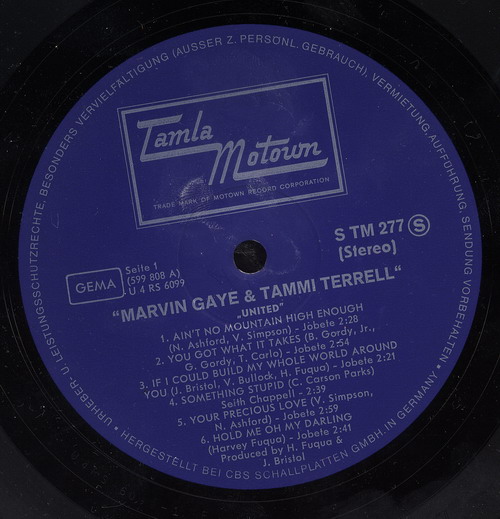 URHEBER- U. LEISTUNGSSCHUTZRECHTE, BESONDERS VERVIELFÄLTIGUNG (AUSSER Z. PERSÖNL. GEBRAUCH), VERMIETUNG, AUFFÜHRUNG, SENDUNG VORBEHALTEN •
Tamla
Motown
TRADE MARK OF MOTOWN RECORD CORPORATION
S TM 277 S
(Stereo)
GEMA
Seite 1
(599 808 A)
U 4 RS 6099
"MARVIN GAYE & TAMMI TERRELL"
„UNITED"
1. AIN'T NO MOUNTAIN HIGH ENOUGH
(N. Ashford, V. Simpson) - Jobete 2:28
2. YOU GOT WHAT IT TAKES (B. Gordy, Jr.,
G. Gordy, T. Carlo) - Jobete 2:54
3. IF I COULD BUILD MY WHOLE WORLD AROUND
YOU (J. Bristol, V. Bullock, H. Fuqua) - Jobete 2:21
4. SOMETHING STUPID (C. Carson Parks)
Seith Chappell - 2:39
5. YOUR PRECIOUS LOVE (V. Simpson,
N. Ashford) - Jobete 2:59
6. HOLD ME OH MY DARLING
(Harvey Fuqua) - Jobete 2:41
Produced by H. Fuqua &
J. Bristol
• HERGESTELLT BEI CBS SCHALLPLATTEN GMBH. IN GERMANY •